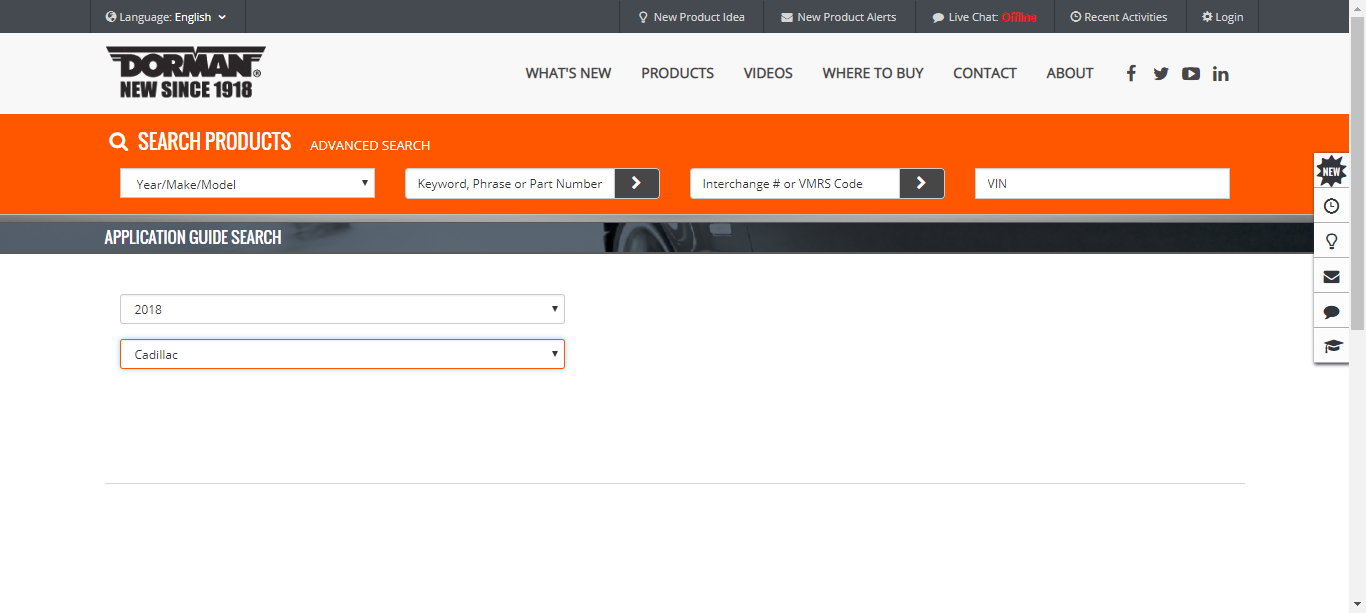 Language: English
New Product Idea
New Product Alerts
Live Chat: Offline
Recent Activities
Login
DORMAN®
NEW SINCE 1918
WHAT'S NEW
PRODUCTS
VIDEOS
WHERE TO BUY
CONTACT
ABOUT
SEARCH PRODUCTS
ADVANCED SEARCH
Year/Make/Model
Keyword, Phrase or Part Number
Interchange # or VMRS Code
VIN
NEW
APPLICATION GUIDE SEARCH
2018
Cadillac